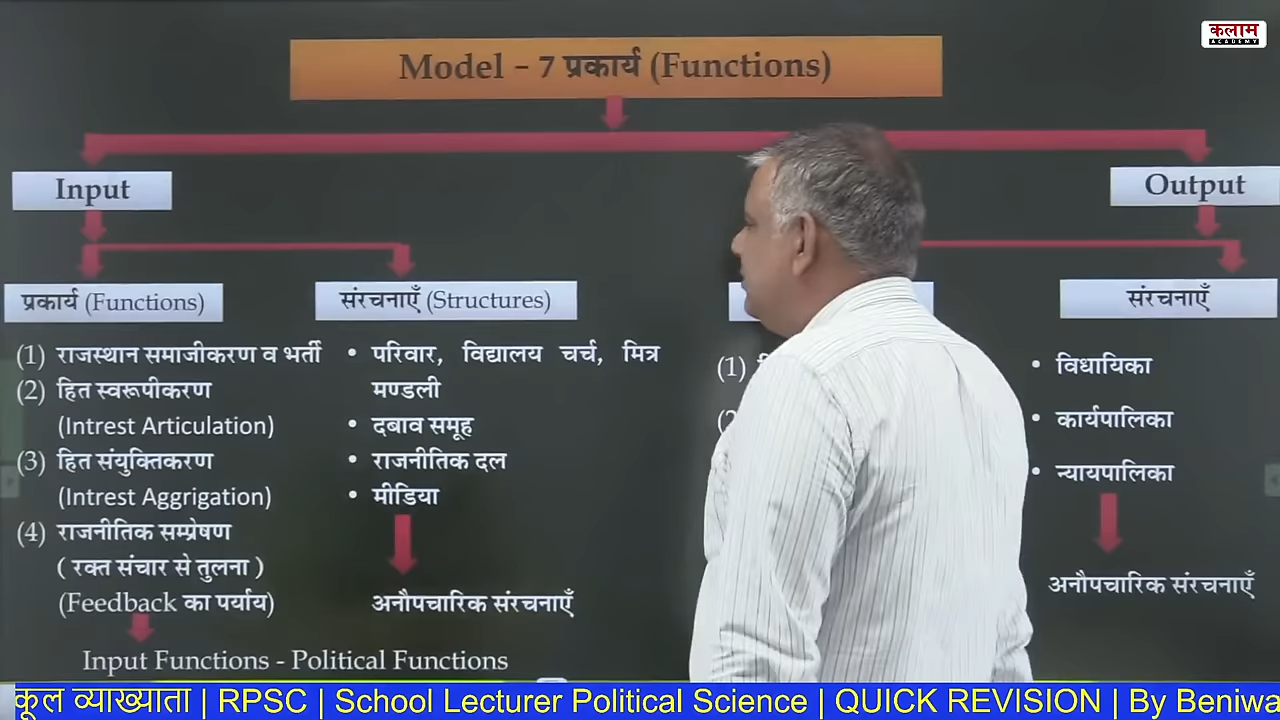 कलाम
ACADEMY
Model - 7 प्रकार्य (Functions)
Input
Output
प्रकार्य (Functions)
संरचनाएँ (Structures)
संरचनाएँ
(1) राजस्थान समाजीकरण व भर्ती
(2) हित स्वरूपीकरण
(Intrest Articulation)
(3) हित संयुक्तिकरण
(Intrest Aggrigation)
(4) राजनीतिक सम्प्रेषण
( रक्त संचार से तुलना )
(Feedback का पर्याय)
Input Functions - Political Functions
• परिवार, विद्यालय चर्च, मित्र
मण्डली
• दबाव समूह
• राजनीतिक दल
• मीडिया
अनौपचारिक संरचनाएँ
(1)
• विधायिका
• कार्यपालिका
• न्यायपालिका
अनौपचारिक संरचनाएँ
कूल व्याख्याता | RPSC | School Lecturer Political Science | QUICK REVISION | By Beniwa